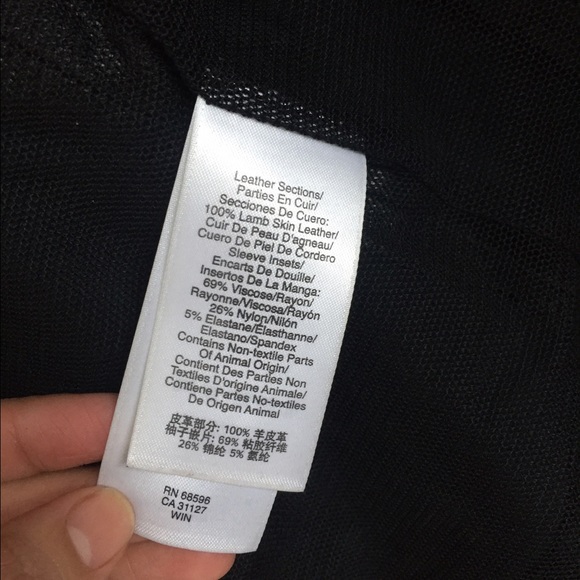 Leather Sections/
Parties En Cuir/
Secciones De Cuero:
100% Lamb Skin Leather/
Cuir De Peau D'agneau/
Cuero De Piel De Cordero
Sleeve Insets/
Encarts De Douille/
Insertos De La Manga:
69% Viscose/Rayon/
Rayonne/Viscosa/Rayón
26% Nylon/Nilón
5% Elastane/Élasthanne/
Elastano/Spandex
Contains Non-textile Parts
Of Animal Origin/
Contient Des Parties Non
Textiles D'origine Animale/
Contiene Partes No-textiles
De Origen Animal
皮革部分: 100% 羊皮革
袖子嵌片: 69% 粘胶纤维
26% 锦纶 5% 氨纶
RN 68596
CA 31127
WIN